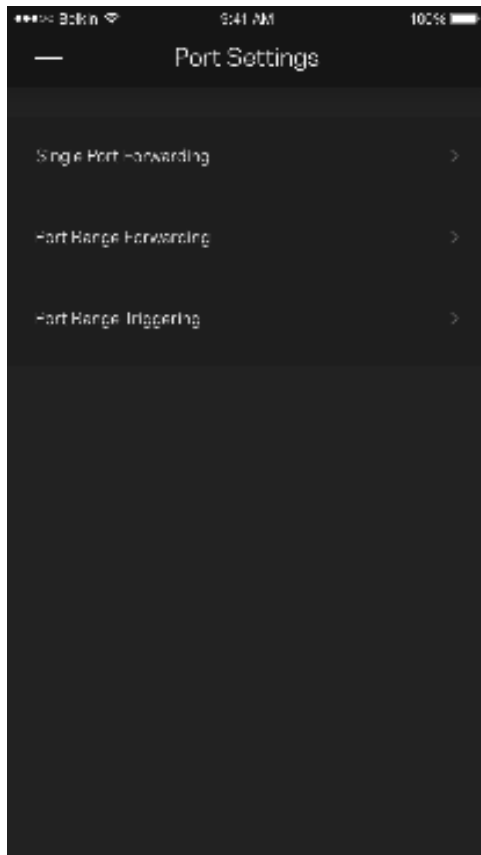 Belkin 9:41 AM 100%
Port Settings
Single Port Forwarding
Port Range Forwarding
Port Range Triggering